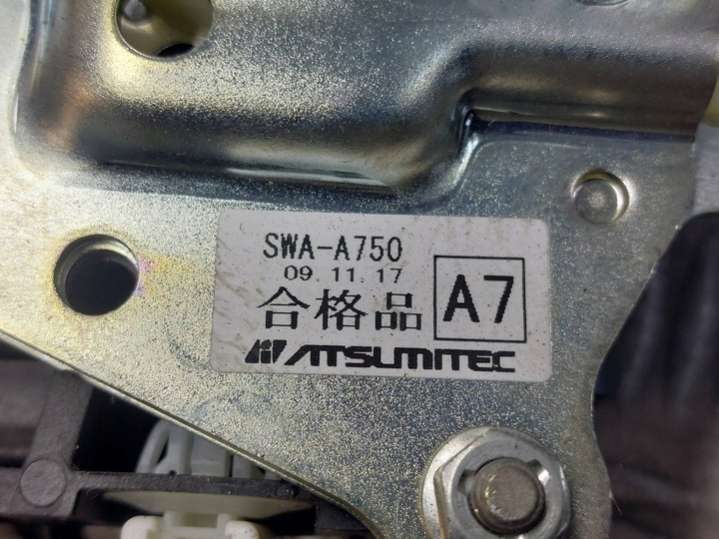 SWA-A750
09.11.17
合格品
A7
ATSUMITEC